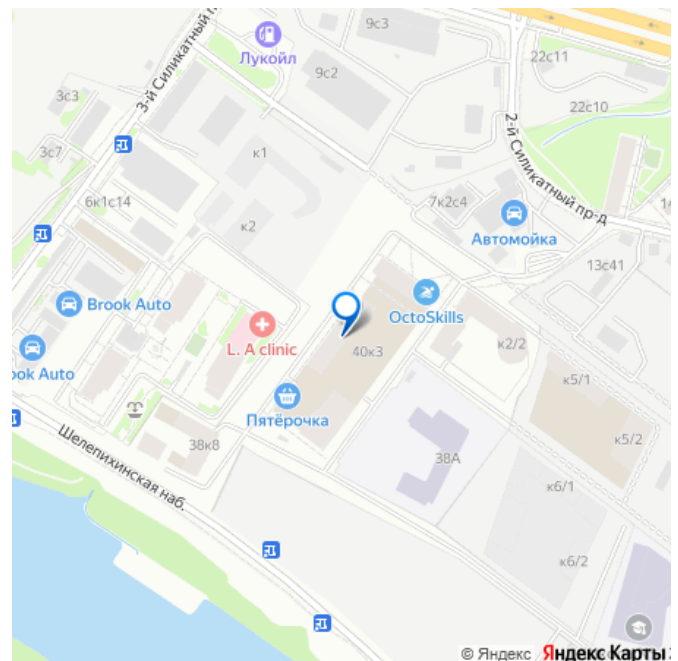 9с3
Лукойл
22с11
9с2
3с3
3-й Силикатный п
22с10
2-й Силикатный пр-д
3с7
к1
6к1с14
7к2с4
14
к2
Автомойка
13с41
Brook Auto
OctoSkills
L. A clinic
к2/2
40к3
ook Auto
к5/1
Пятёрочка
38к8
к5/2
38А
Шелепихинская наб.
к6/1
к6/2
© Яндекс Яндекс Карты